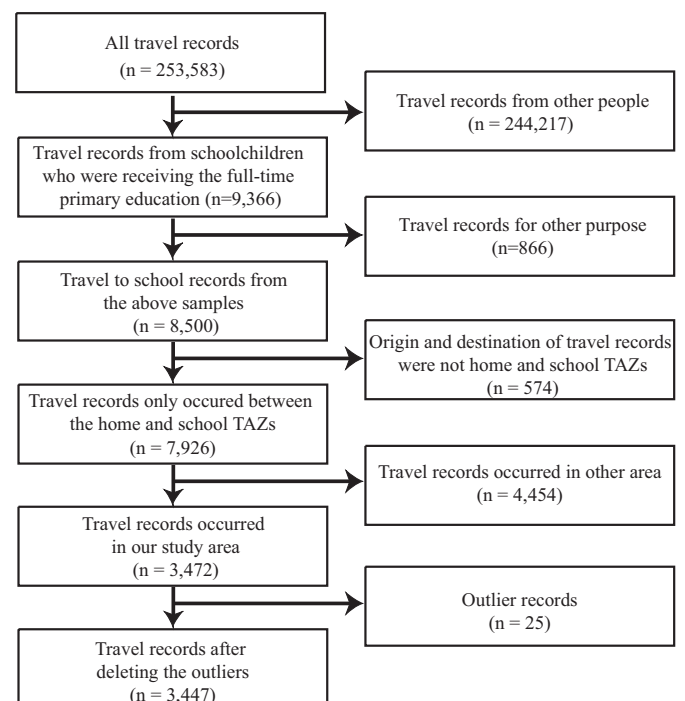 All travel records
(n = 253,583)
Travel records from other people
(n = 244,217)
Travel records from schoolchildren
who were receiving the full-time
primary education (n=9,366)
Travel records for other purpose
(n=866)
Travel to school records from
the above samples
(n = 8,500)
Origin and destination of travel records
were not home and school TAZs
(n = 574)
Travel records only occured between
the home and school TAZs
(n = 7,926)
Travel records occurred in other area
(n = 4,454)
Travel records occurred
in our study area
(n = 3,472)
Outlier records
(n = 25)
Travel records after
deleting the outliers
(n = 3,447)